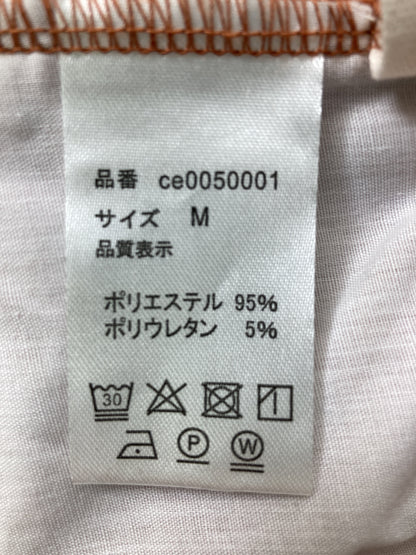 品番 ce0050001
サイズ M
品質表示
ポリエステル 95%
ポリウレタン 5%
30
P W